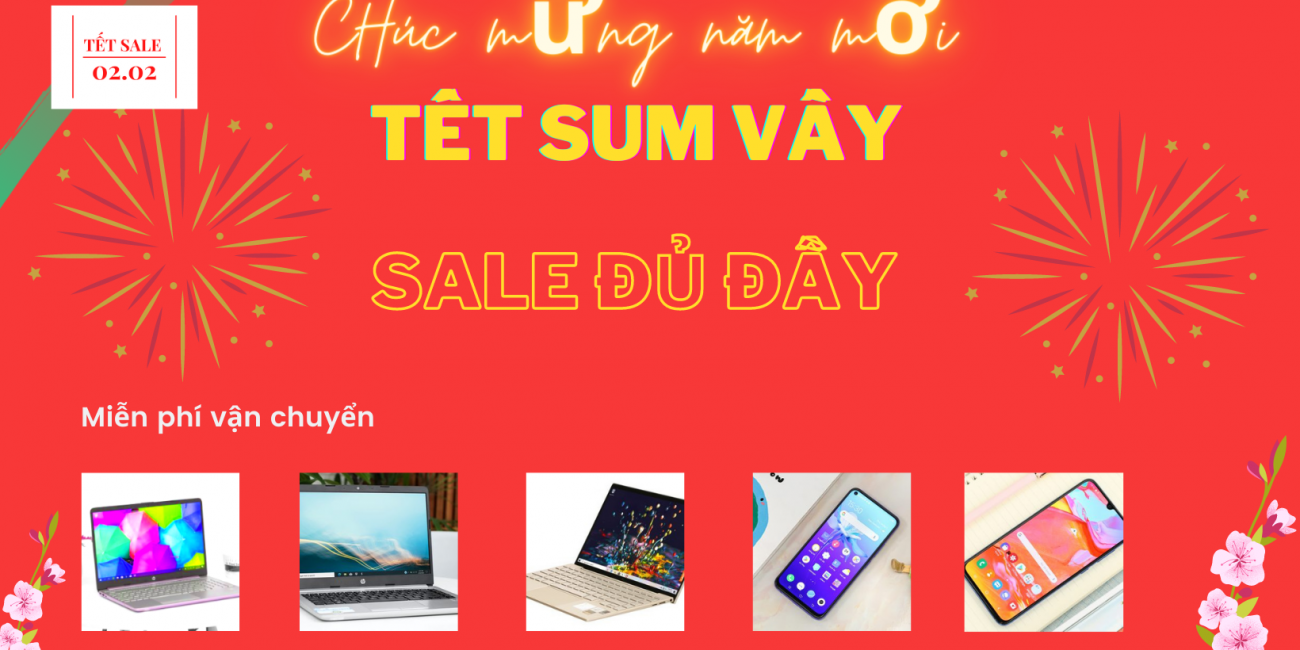 TẾT SALE
02.02
CHúc mừng năm mới
TẾT SUM VẦY
SALE ĐỦ ĐẦY
Miễn phí vận chuyển